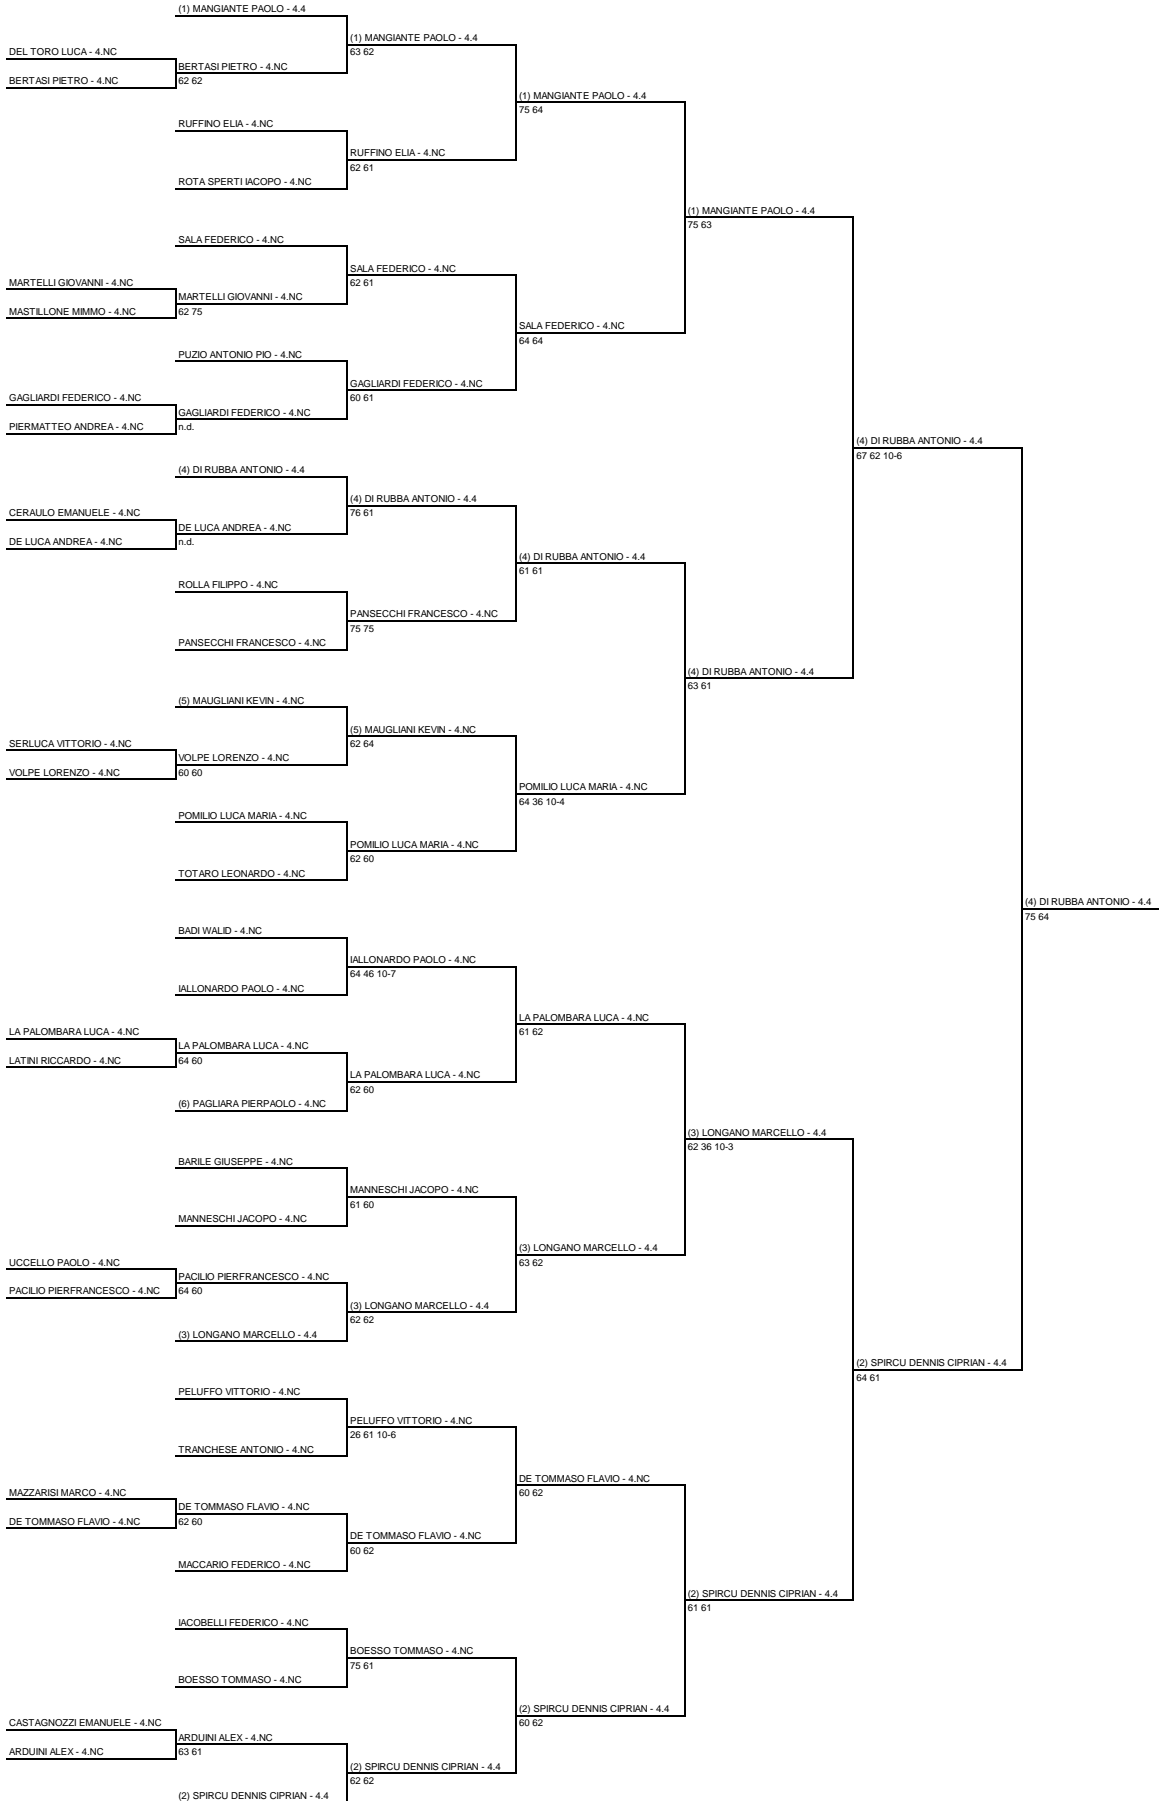 (1) MANGIANTE PAOLO - 4.4
(1) MANGIANTE PAOLO - 4.4
DEL TORO LUCA - 4.NC
63 62
BERTASI PIETRO - 4.NC
BERTASI PIETRO - 4.NC
62 62
(1) MANGIANTE PAOLO - 4.4
75 64
RUFFINO ELIA - 4.NC
RUFFINO ELIA - 4.NC
62 61
ROTA SPERTI IACOPO - 4.NC
(1) MANGIANTE PAOLO - 4.4
75 63
SALA FEDERICO - 4.NC
SALA FEDERICO - 4.NC
62 61
MARTELLI GIOVANNI - 4.NC
MARTELLI GIOVANNI - 4.NC
MASTILLONE MIMMO - 4.NC
62 75
SALA FEDERICO - 4.NC
64 64
PUZIO ANTONIO PIO - 4.NC
GAGLIARDI FEDERICO - 4.NC
60 61
GAGLIARDI FEDERICO - 4.NC
GAGLIARDI FEDERICO - 4.NC
PIERMATTEO ANDREA - 4.NC
n.d.
(4) DI RUBBA ANTONIO - 4.4
67 62 10-6
(4) DI RUBBA ANTONIO - 4.4
(4) DI RUBBA ANTONIO - 4.4
76 61
CERAULO EMANUELE - 4.NC
DE LUCA ANDREA - 4.NC
DE LUCA ANDREA - 4.NC
n.d.
(4) DI RUBBA ANTONIO - 4.4
61 61
ROLLA FILIPPO - 4.NC
PANSECCHI FRANCESCO - 4.NC
75 75
PANSECCHI FRANCESCO - 4.NC
(4) DI RUBBA ANTONIO - 4.4
63 61
(5) MAUGLIANI KEVIN - 4.NC
(5) MAUGLIANI KEVIN - 4.NC
62 64
SERLUCA VITTORIO - 4.NC
VOLPE LORENZO - 4.NC
VOLPE LORENZO - 4.NC
60 60
POMILIO LUCA MARIA - 4.NC
64 36 10-4
POMILIO LUCA MARIA - 4.NC
POMILIO LUCA MARIA - 4.NC
62 60
TOTARO LEONARDO - 4.NC
(4) DI RUBBA ANTONIO - 4.4
75 64
BADI WALID - 4.NC
IALLONARDO PAOLO - 4.NC
64 46 10-7
IALLONARDO PAOLO - 4.NC
LA PALOMBARA LUCA - 4.NC
61 62
LA PALOMBARA LUCA - 4.NC
LA PALOMBARA LUCA - 4.NC
LATINI RICCARDO - 4.NC
64 60
LA PALOMBARA LUCA - 4.NC
62 60
(6) PAGLIARA PIERPAOLO - 4.NC
(3) LONGANO MARCELLO - 4.4
62 36 10-3
BARILE GIUSEPPE - 4.NC
MANNESCHI JACOPO - 4.NC
61 60
MANNESCHI JACOPO - 4.NC
(3) LONGANO MARCELLO - 4.4
63 62
UCCELLO PAOLO - 4.NC
PACILIO PIERFRANCESCO - 4.NC
PACILIO PIERFRANCESCO - 4.NC
64 60
(3) LONGANO MARCELLO - 4.4
62 62
(3) LONGANO MARCELLO - 4.4
(2) SPIRCU DENNIS CIPRIAN - 4.4
64 61
PELUFFO VITTORIO - 4.NC
PELUFFO VITTORIO - 4.NC
26 61 10-6
TRANCHESE ANTONIO - 4.NC
DE TOMMASO FLAVIO - 4.NC
60 62
MAZZARISI MARCO - 4.NC
DE TOMMASO FLAVIO - 4.NC
DE TOMMASO FLAVIO - 4.NC
62 60
DE TOMMASO FLAVIO - 4.NC
60 62
MACCARIO FEDERICO - 4.NC
(2) SPIRCU DENNIS CIPRIAN - 4.4
61 61
IACOBELLI FEDERICO - 4.NC
BOESSO TOMMASO - 4.NC
75 61
BOESSO TOMMASO - 4.NC
(2) SPIRCU DENNIS CIPRIAN - 4.4
60 62
CASTAGNOZZI EMANUELE - 4.NC
ARDUINI ALEX - 4.NC
ARDUINI ALEX - 4.NC
63 61
(2) SPIRCU DENNIS CIPRIAN - 4.4
62 62
(2) SPIRCU DENNIS CIPRIAN - 4.4